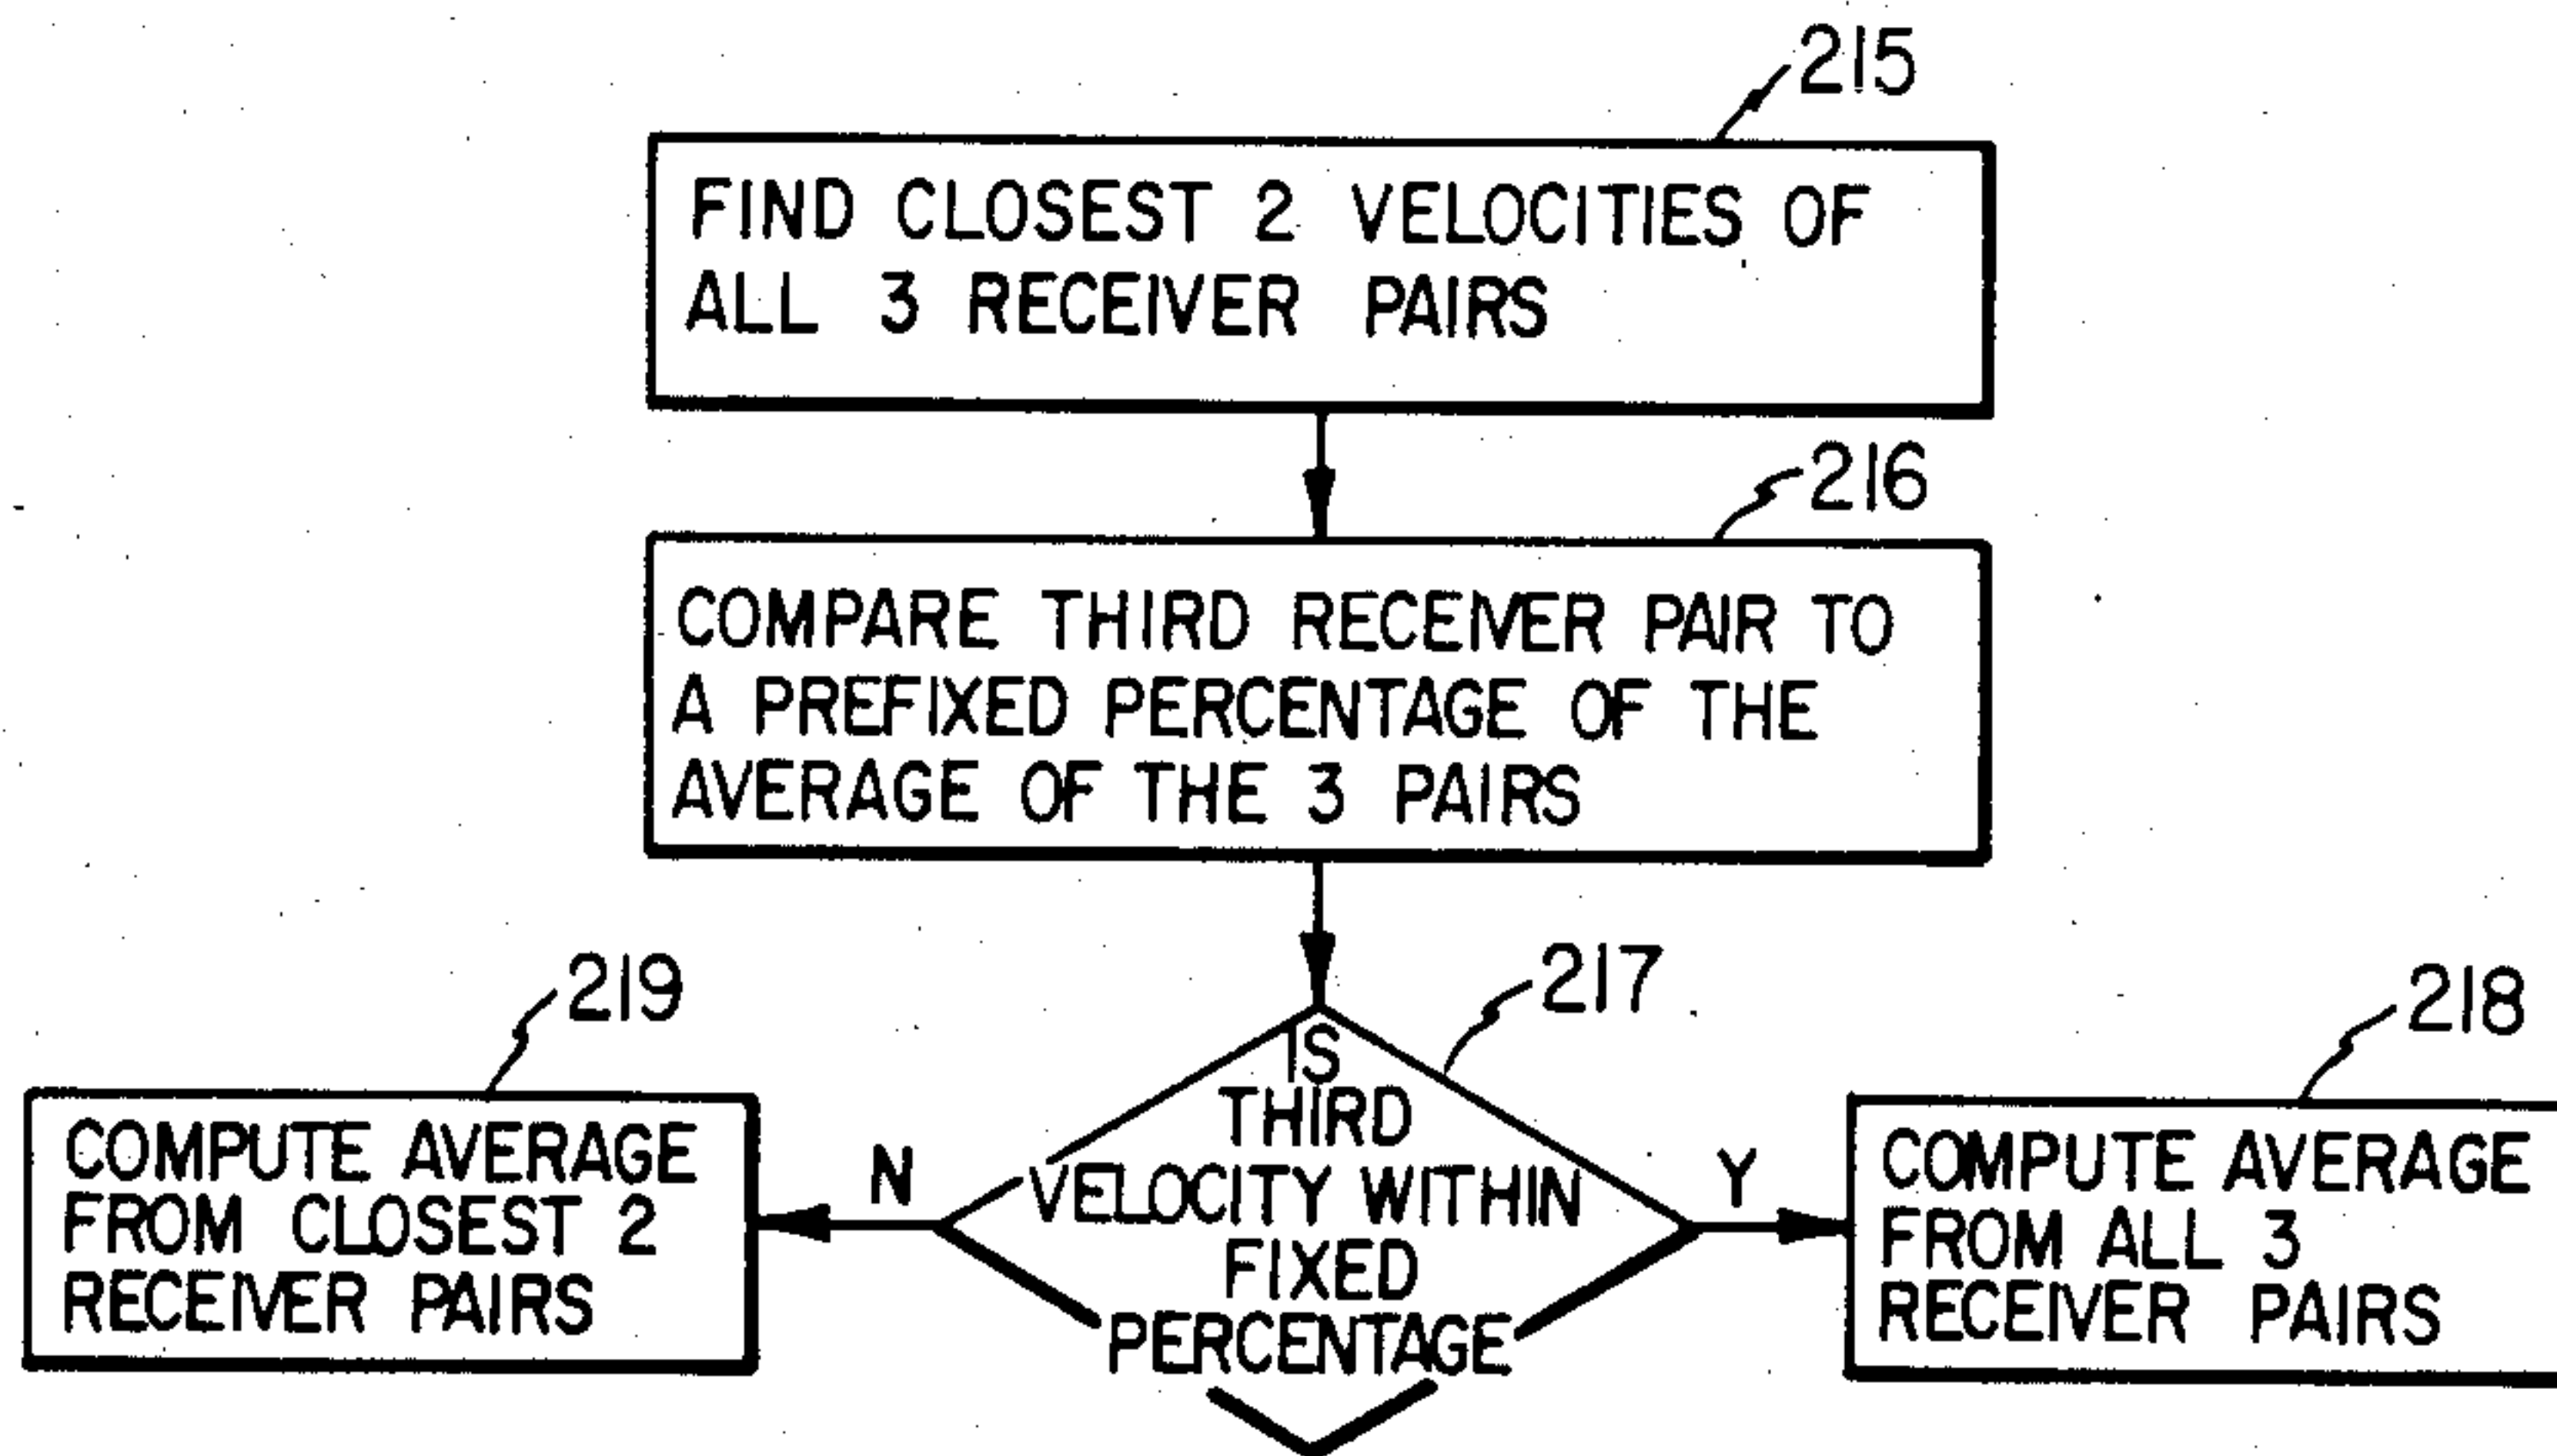 215
FIND CLOSEST 2 VELOCITIES OF
ALL 3 RECEIVER PAIRS
216
COMPARE THIRD RECEIVER PAIR TO
A PREFIXED PERCENTAGE OF THE
AVERAGE OF THE 3 PAIRS
217
IS
THIRD
VELOCITY WITHIN
FIXED
PERCENTAGE
N
Y
219
COMPUTE AVERAGE
FROM CLOSEST 2
RECEIVER PAIRS
218
COMPUTE AVERAGE
FROM ALL 3
RECEIVER PAIRS